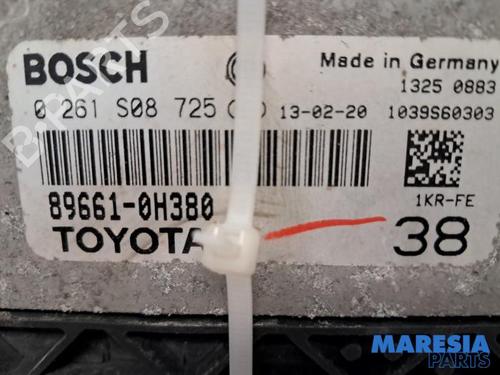 BOSCH
Made in Germany
1325 0883
0 261 S08 725
13-02-20
1039S60303
89661-0H380
1KR-FE
TOYOTA
38
B-PARTS
MARESIA
PARTS